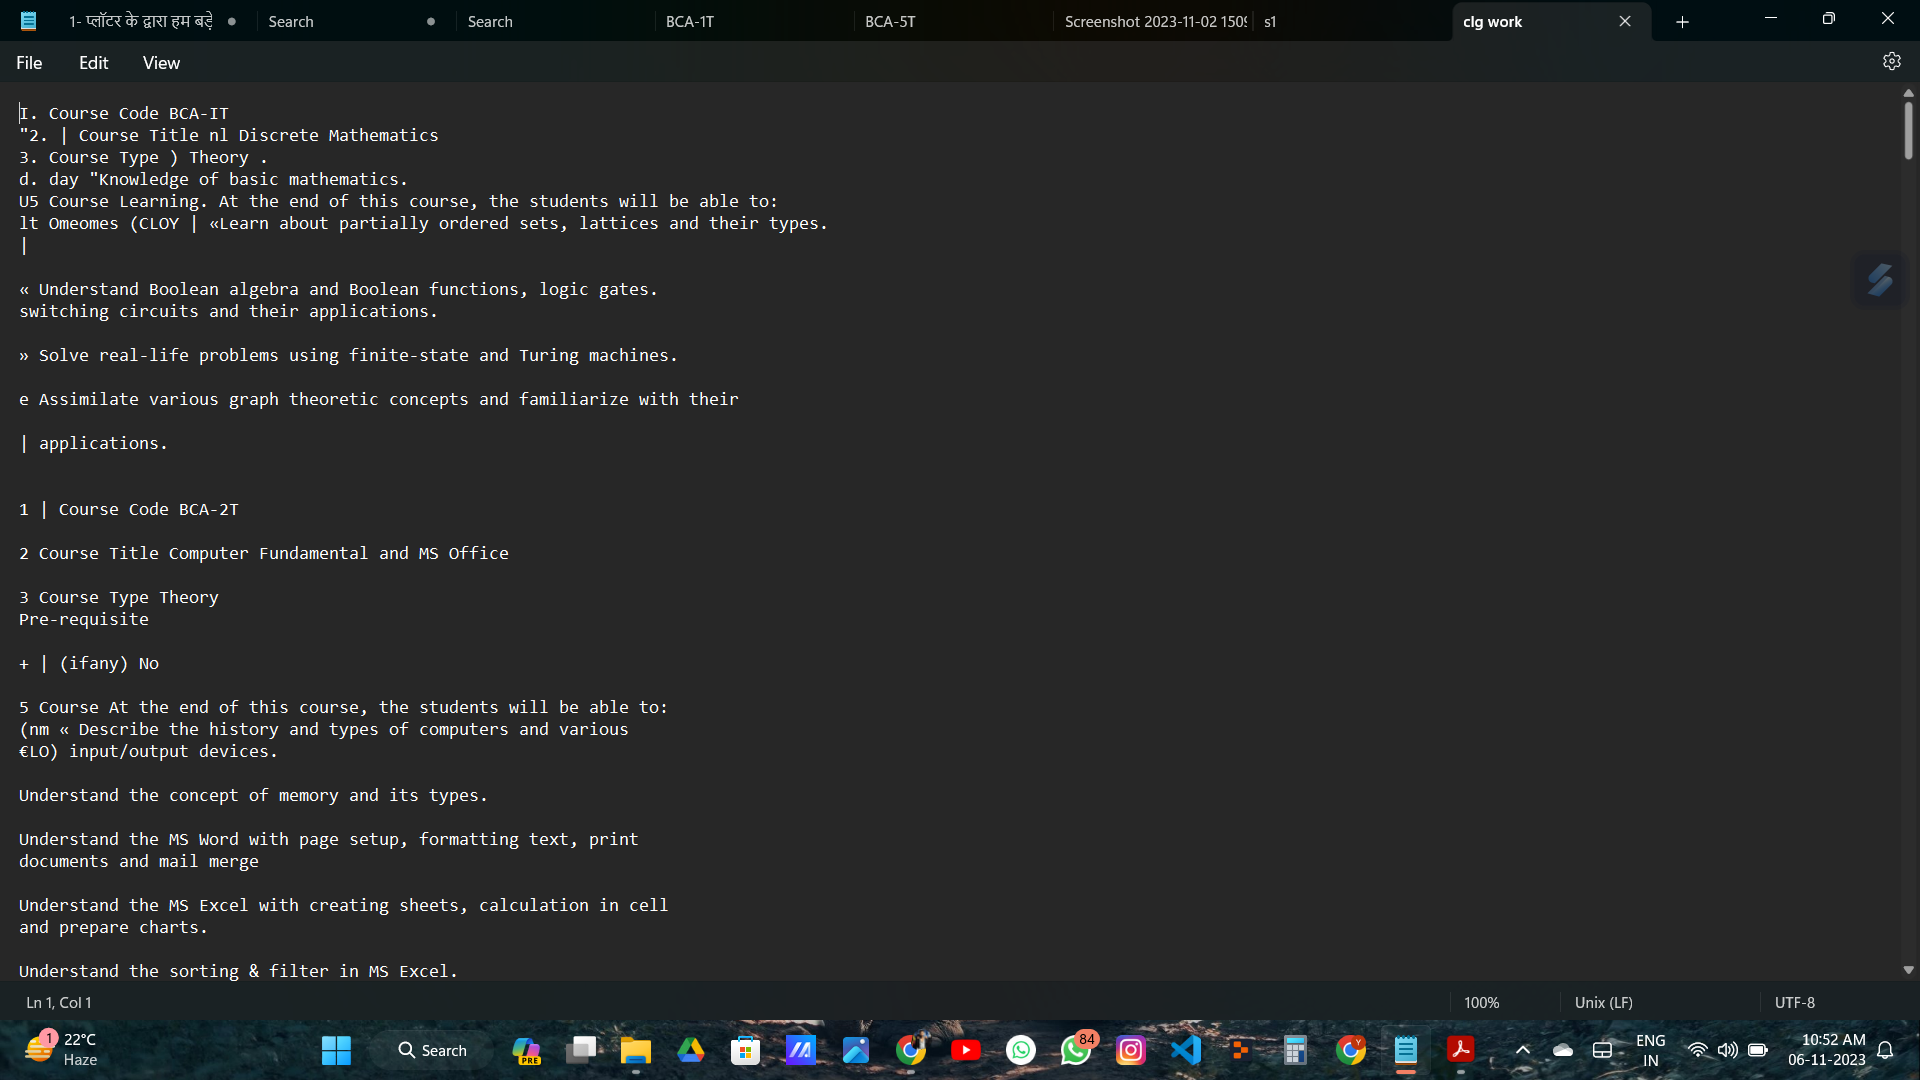 1- प्लॉटर के द्वारा हम बड़े
Search
Search
BCA-1T
BCA-5T
Screenshot 2023-11-02 150
s1
clg work
File Edit View
I. Course Code BCA-IT
"2. | Course Title nl Discrete Mathematics
3. Course Type ) Theory .
d. day "Knowledge of basic mathematics.
U5 Course Learning. At the end of this course, the students will be able to:
lt Omeomes (CLOY | «Learn about partially ordered sets, lattices and their types.
|
« Understand Boolean algebra and Boolean functions, logic gates.
switching circuits and their applications.
» Solve real-life problems using finite-state and Turing machines.
e Assimilate various graph theoretic concepts and familiarize with their
| applications.
1 | Course Code BCA-2T
2 Course Title Computer Fundamental and MS Office
3 Course Type Theory
Pre-requisite
+ | (ifany) No
5 Course At the end of this course, the students will be able to:
(nm « Describe the history and types of computers and various
€LO) input/output devices.
Understand the concept of memory and its types.
Understand the MS Word with page setup, formatting text, print
documents and mail merge
Understand the MS Excel with creating sheets, calculation in cell
and prepare charts.
Understand the sorting & filter in MS Excel.
Ln 1, Col 1
100%
Unix (LF)
UTF-8
1
22°C
Haze
Search
PRE
84
ENG
IN
10:52 AM
06-11-2023